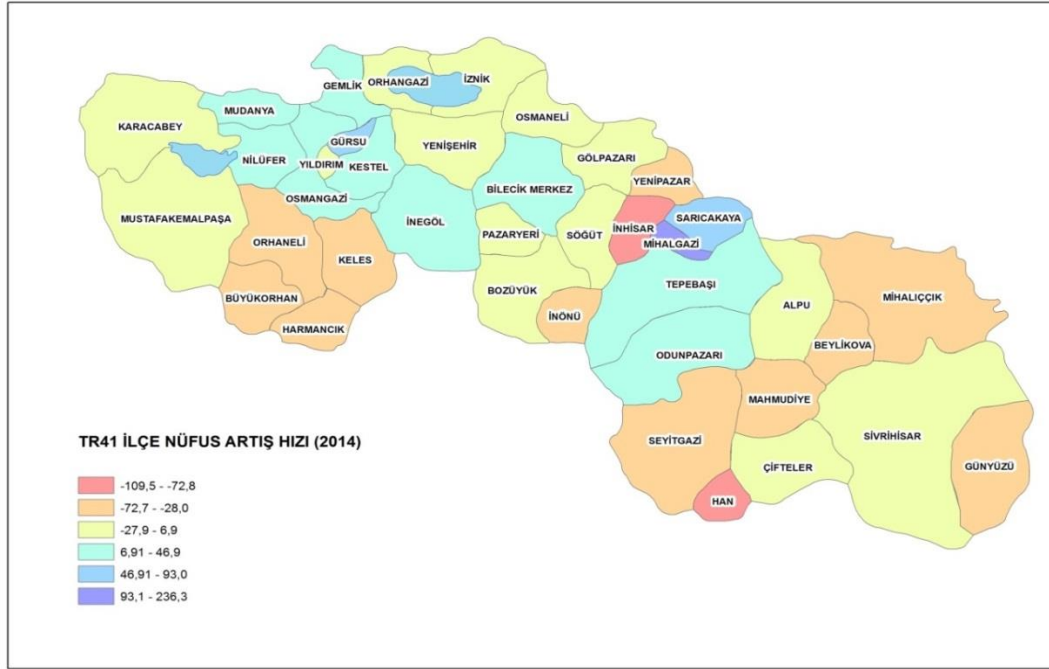 ORHANGAZİ
İZNİK
GEMLİK
MUDANYA
OSMANELİ
KARACABEY
GÜRSU
YENİŞEHİR
GÖLPAZARI
NİLÜFER
YILDIRIM
KESTEL
YENİPAZAR
BİLECİK MERKEZ
OSMANGAZİ
MUSTAFAKEMALPAŞA
İNEGÖL
SARICAKAYA
İNHİSAR
PAZARYERİ
SÖĞÜT
ORHANELİ
MİHALGAZİ
KELES
TEPEBAŞI
BOZÜYÜK
MİHALIÇÇIK
BÜYÜKORHAN
ALPU
İNÖNÜ
HARMANCIK
BEYLİKOVA
ODUNPAZARI
MAHMUDİYE
SİVRİHİSAR
SEYİTGAZİ
ÇİFTELER
GÜNYÜZÜ
HAN
TR41 İLÇE NÜFUS ARTIŞ HIZI (2014)
-109,5 - -72,8
-72,7 - -28,0
-27,9 - 6,9
6,91 - 46,9
46,91 - 93,0
93,1 - 236,3